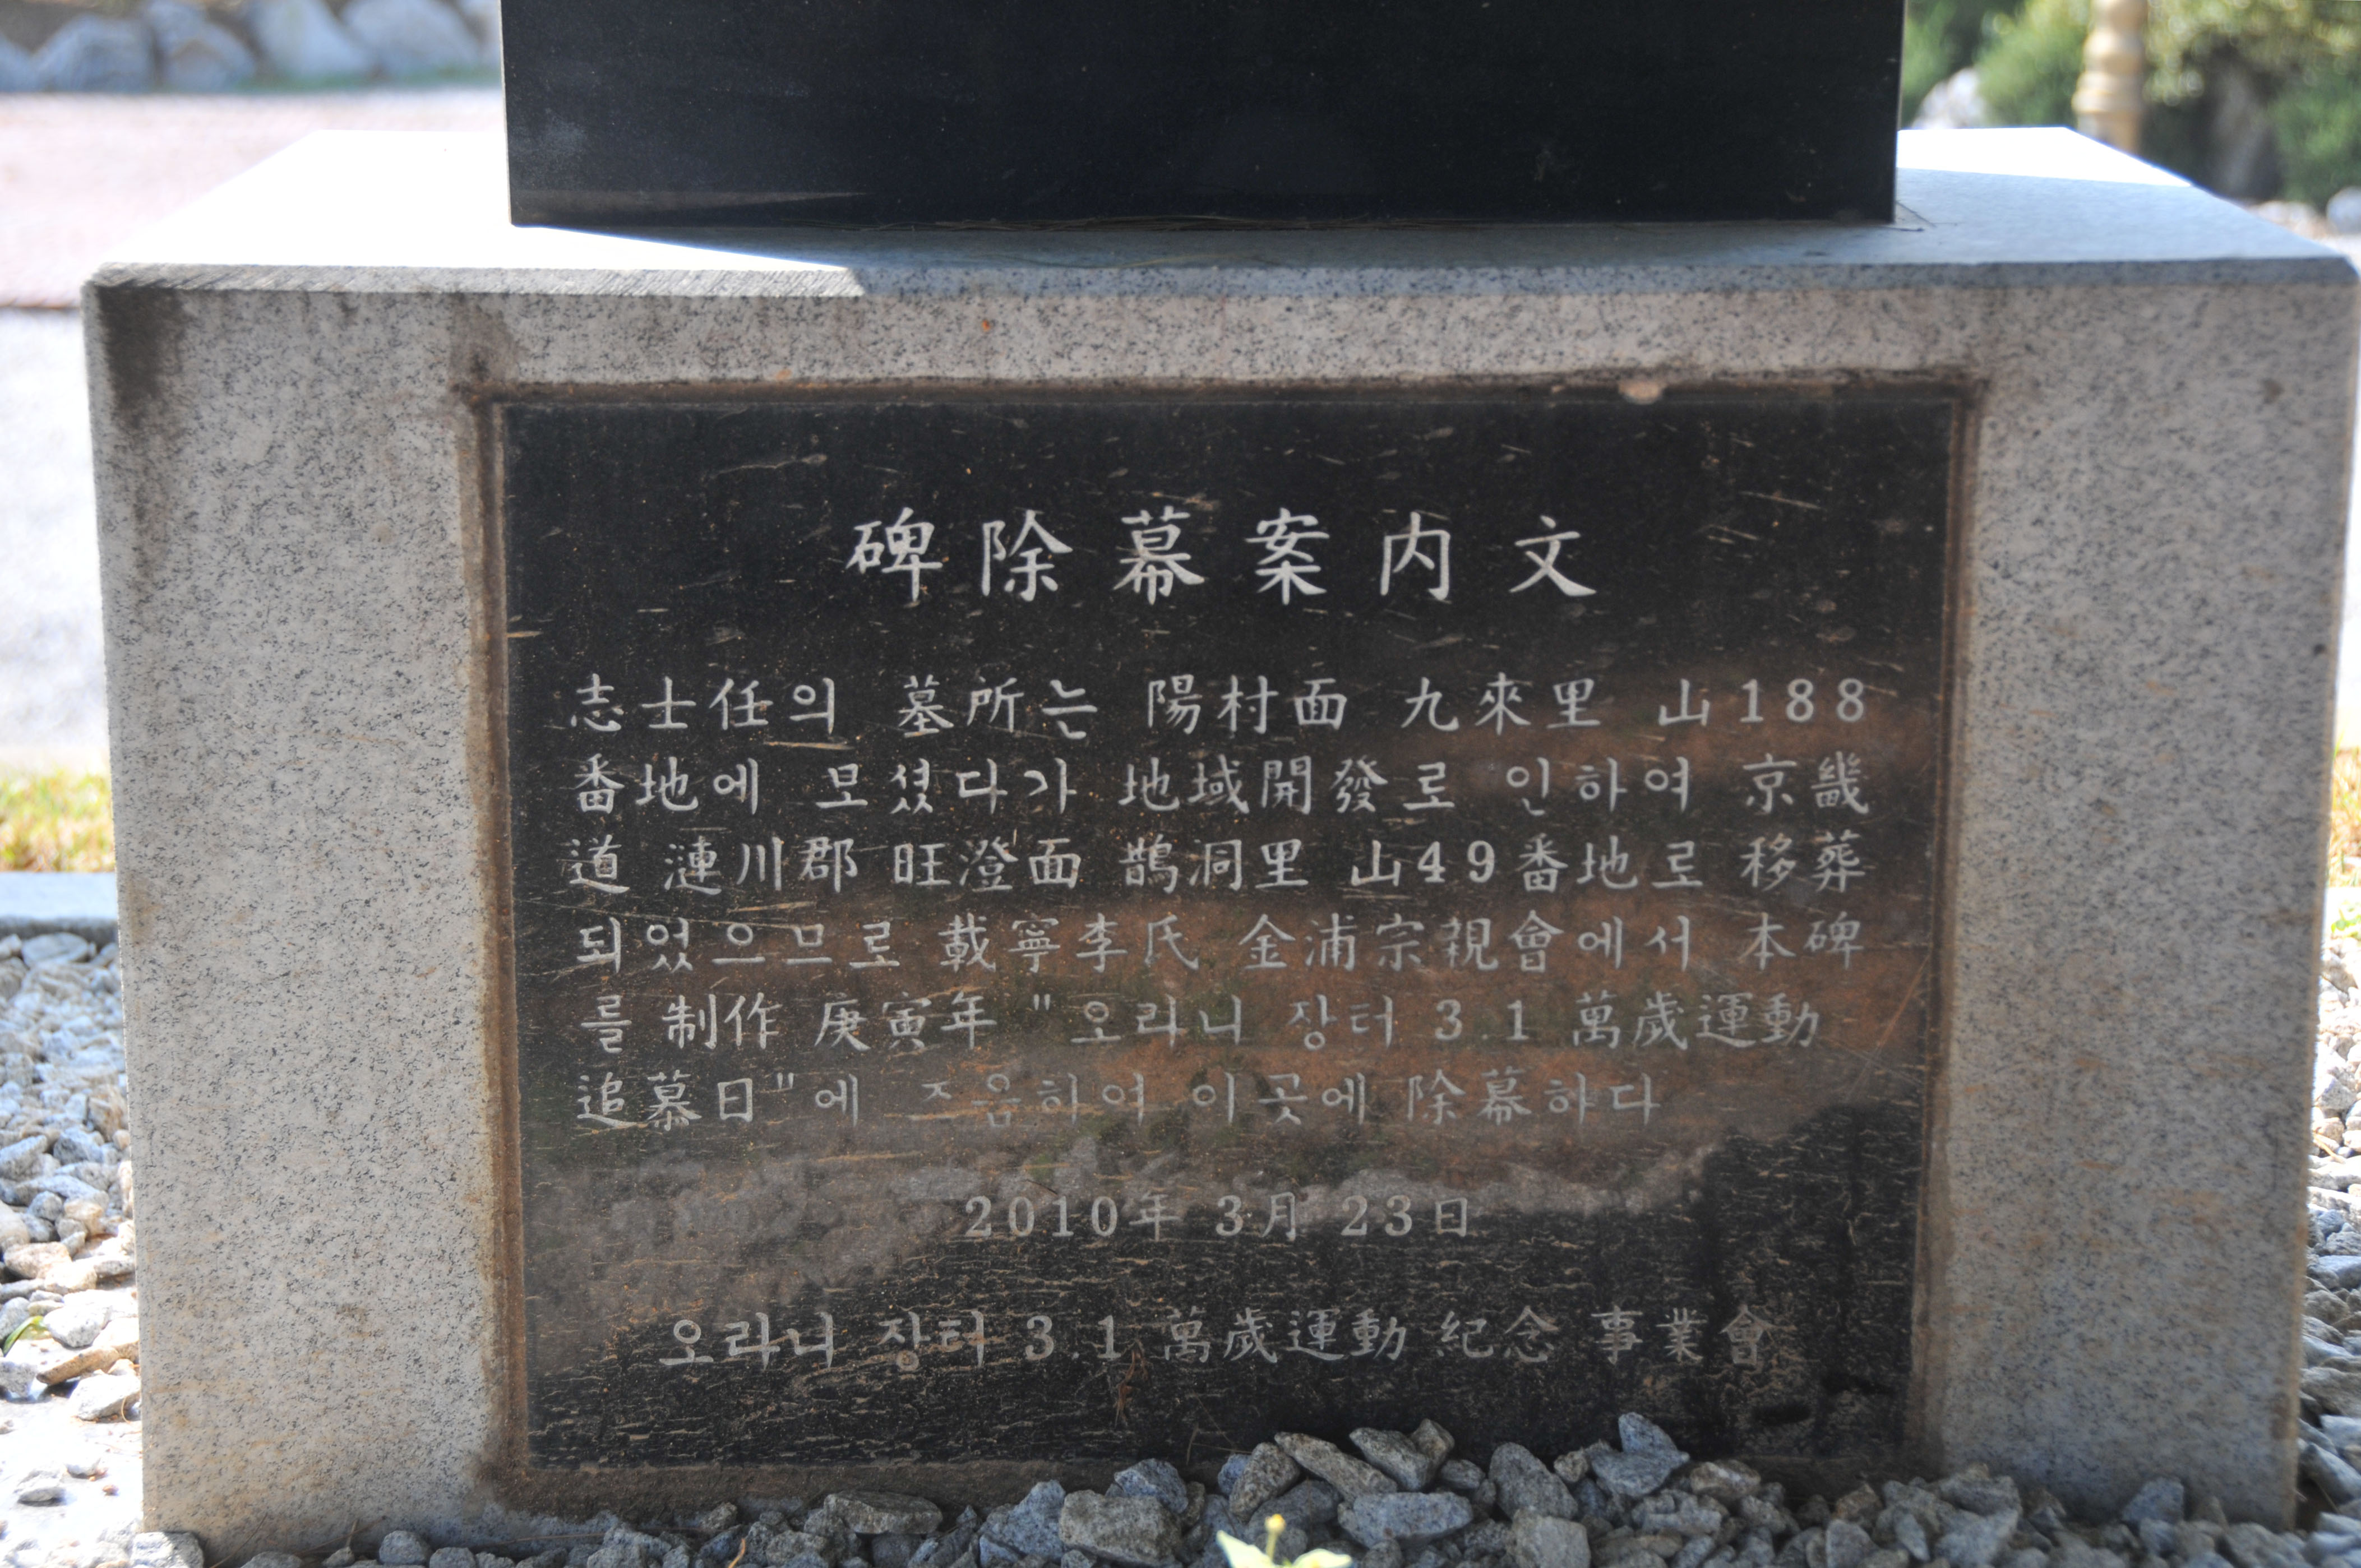 碑除幕案内文
志士任의 墓所는 陽村面 九來里 山188
番地에 모셨다가 地域開發로 인하여 京畿
道 漣川郡 旺澄面 鵲洞里 山49番地로 移葬
되었으므로 載寧李氏 金浦宗親會에서 本碑
를 制作 庚寅年 "오라니 장터 3.1 萬歲運動
追慕日"에 즈음하여 이곳에 除幕하다
2010年 3月 23日
오라니 장터 3.1 萬歲運動 紀念 事業會